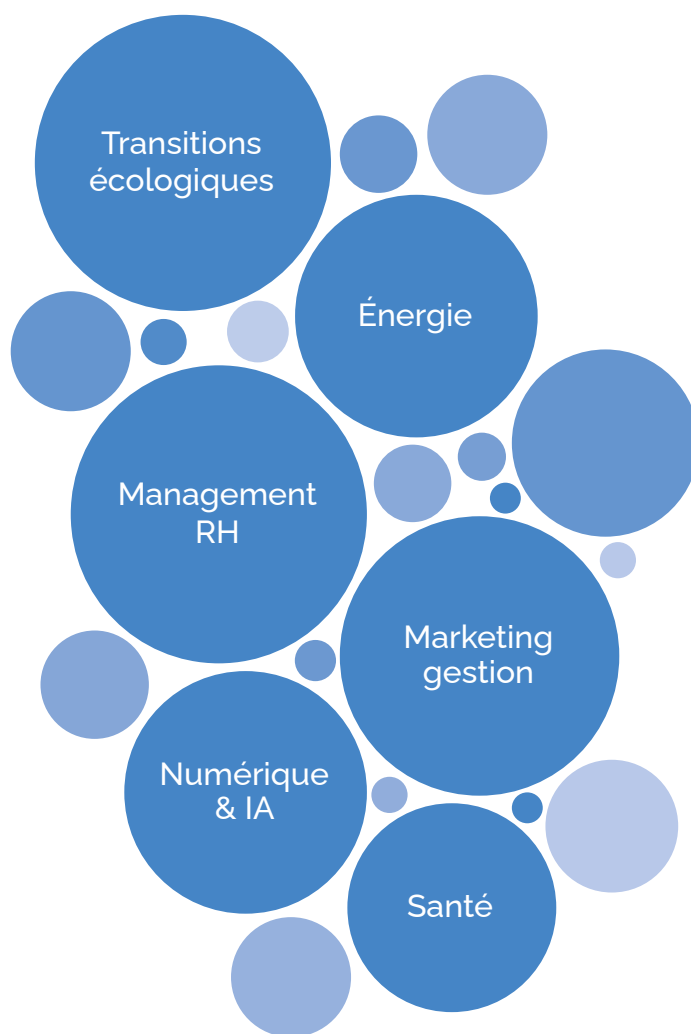 Transitions
écologiques
Énergie
Management
RH
Marketing
gestion
Numérique
& IA
Santé